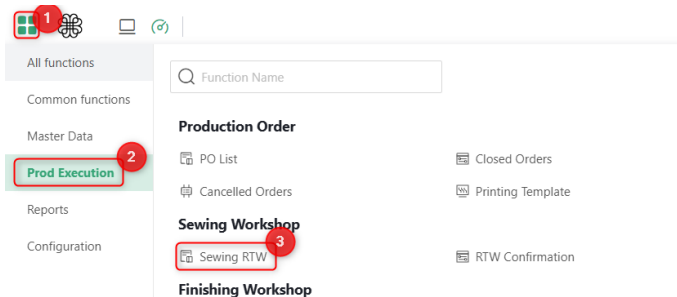 1
All functions
Function Name
Common functions
Production Order
Master Data
PO List
Closed Orders
2
Prod Execution
Cancelled Orders
Printing Template
Reports
Sewing Workshop
3
Configuration
Sewing RTW
RTW Confirmation
Finishing Workshop